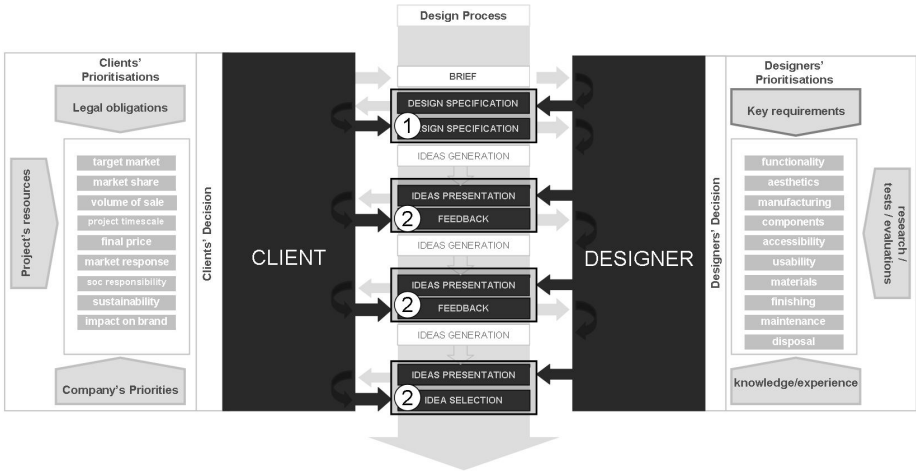 Design Process
Clients'
Prioritisations
Legal obligations
Project's resources
target market
market share
volume of sale
project timescale
final price
market response
soc responsibility
sustainability
impact on brand
Company's Priorities
Clients' Decision
CLIENT
BRIEF
DESIGN SPECIFICATION
1
SIGN SPECIFICATION
IDEAS GENERATION
IDEAS PRESENTATION
2
FEEDBACK
IDEAS GENERATION
IDEAS PRESENTATION
2
FEEDBACK
IDEAS GENERATION
IDEAS PRESENTATION
2
IDEA SELECTION
DESIGNER
Designers' Decision
Designers'
Prioritisations
Key requirements
functionality
aesthetics
manufacturing
components
accessibility
usability
materials
finishing
maintenance
disposal
knowledge/experience
research /
tests / evaluations